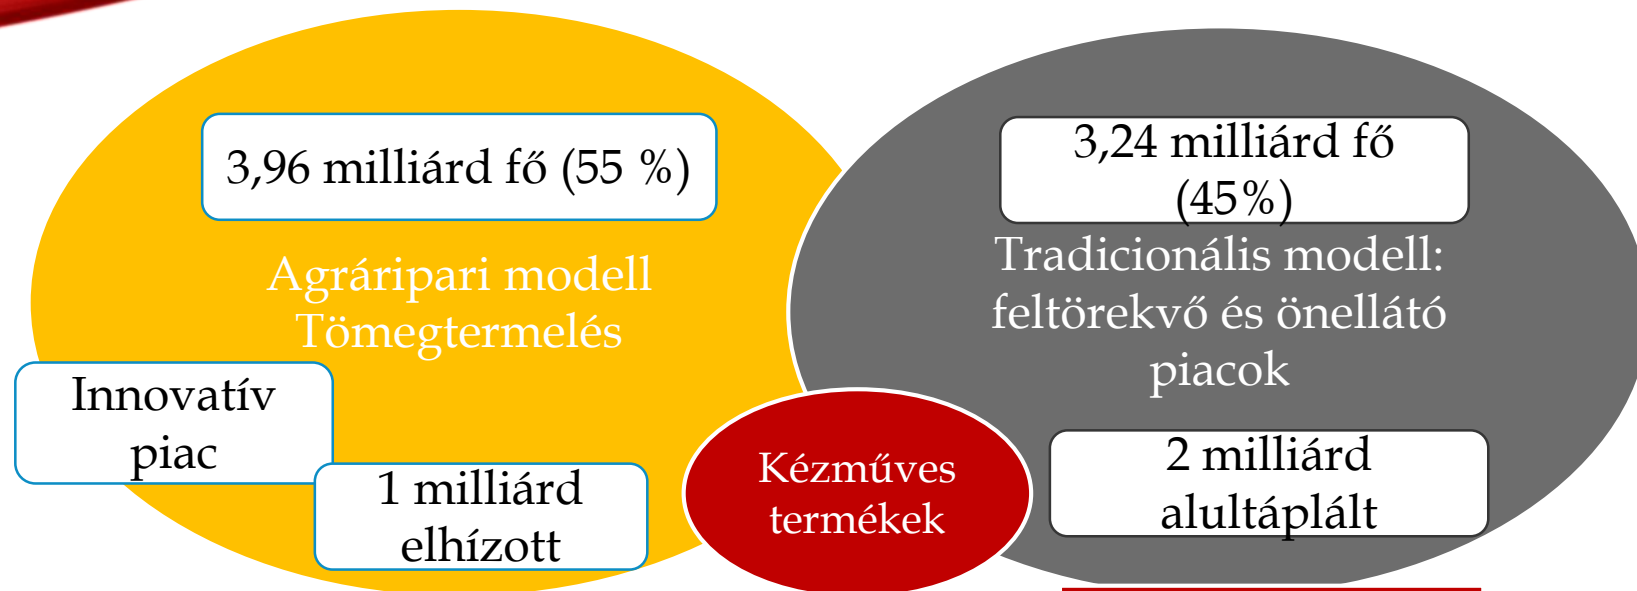 3,96 milliárd fő (55 %)
Agráripari modell
Tömegtermelés
Innovatív
piac
1 milliárd
elhízott
Kézműves
termékek
3,24 milliárd fő
(45%)
Tradicionális modell:
feltörekvő és önellátó
piacok
2 milliárd
alultáplált